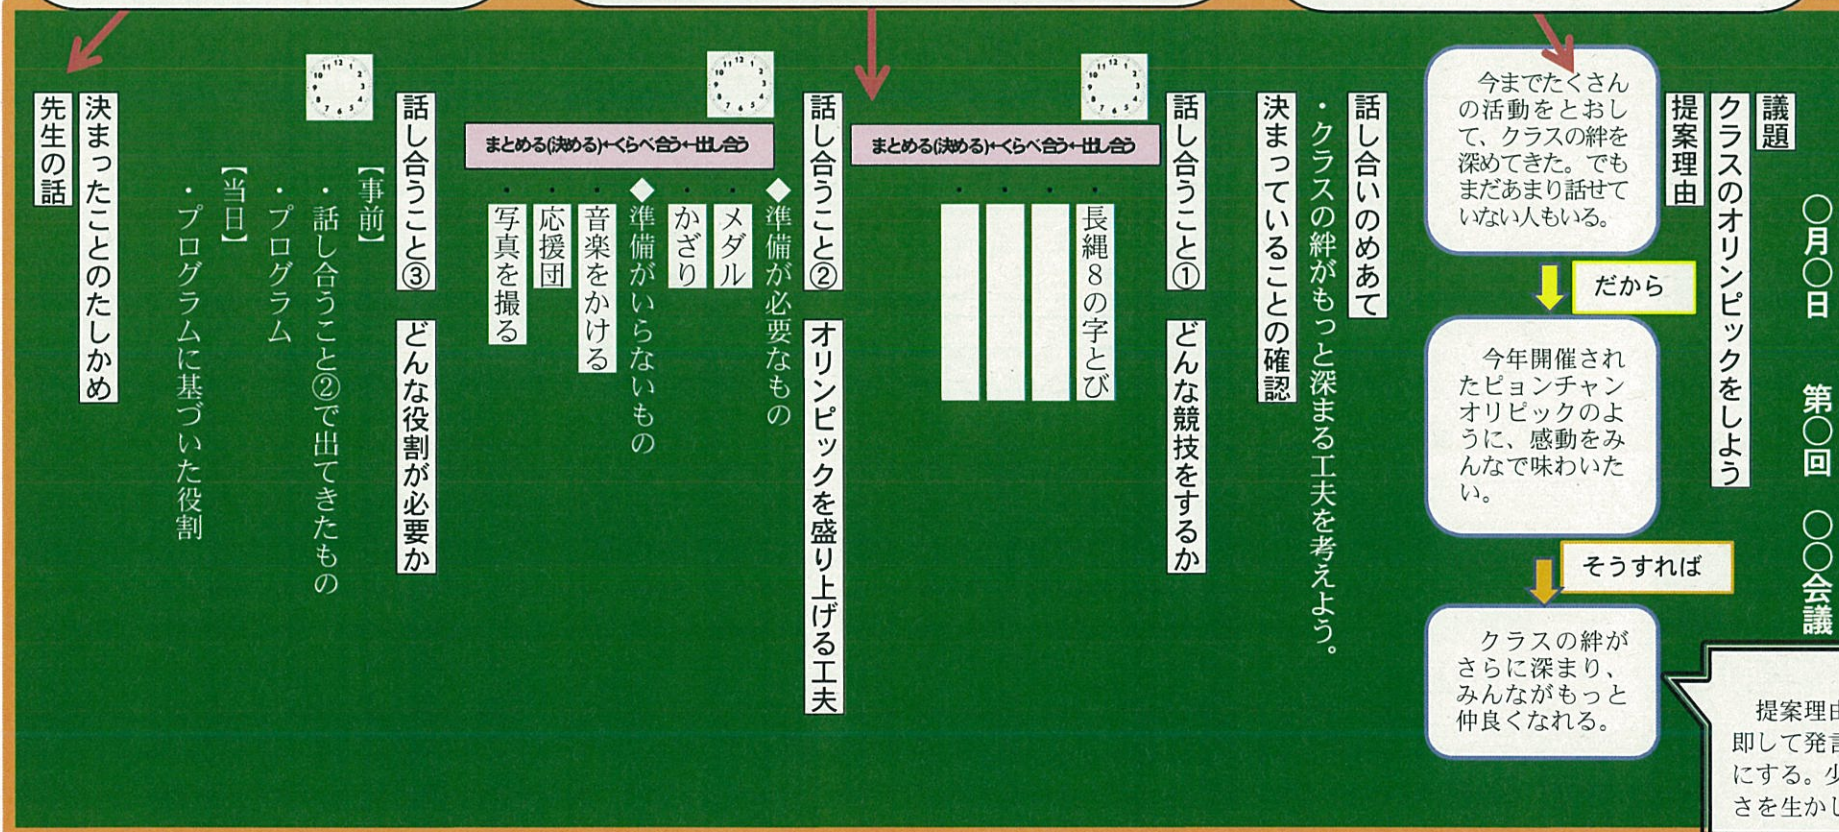 〇月〇日　第〇回　〇〇会議
議題
クラスのオリンピックをしよう
提案理由
今までたくさん
の活動をとおし
て、クラスの絆を
深めてきた。でも
まだあまり話せて
いない人もいる。
だから
今年開催され
たピョンチャン
オリピックのよ
うに、感動をみ
んなで味わいた
い。
そうすれば
クラスの絆が
さらに深まり、
みんながもっと
仲良くなれる。
提案理由
即して発言
にする。少
さを生かし
話し合いのめあて
・クラスの絆がもっと深まる工夫を考えよう。
決まっていることの確認
話し合うこと①　どんな競技をするか
まとめる(決める)←くらべ合う←出し合う
・長縄８の字とび
・
・
・
話し合うこと②　オリンピックを盛り上げる工夫
まとめる(決める)←くらべ合う←出し合う
◆準備が必要なもの
・メダル
・かざり
◆準備がいらないもの
・音楽をかける
・応援団
・写真を撮る
話し合うこと③　どんな役割が必要か
【事前】
・話し合うこと②で出てきたもの
・プログラム
【当日】
・プログラムに基づいた役割
決まったことのたしかめ
先生の話